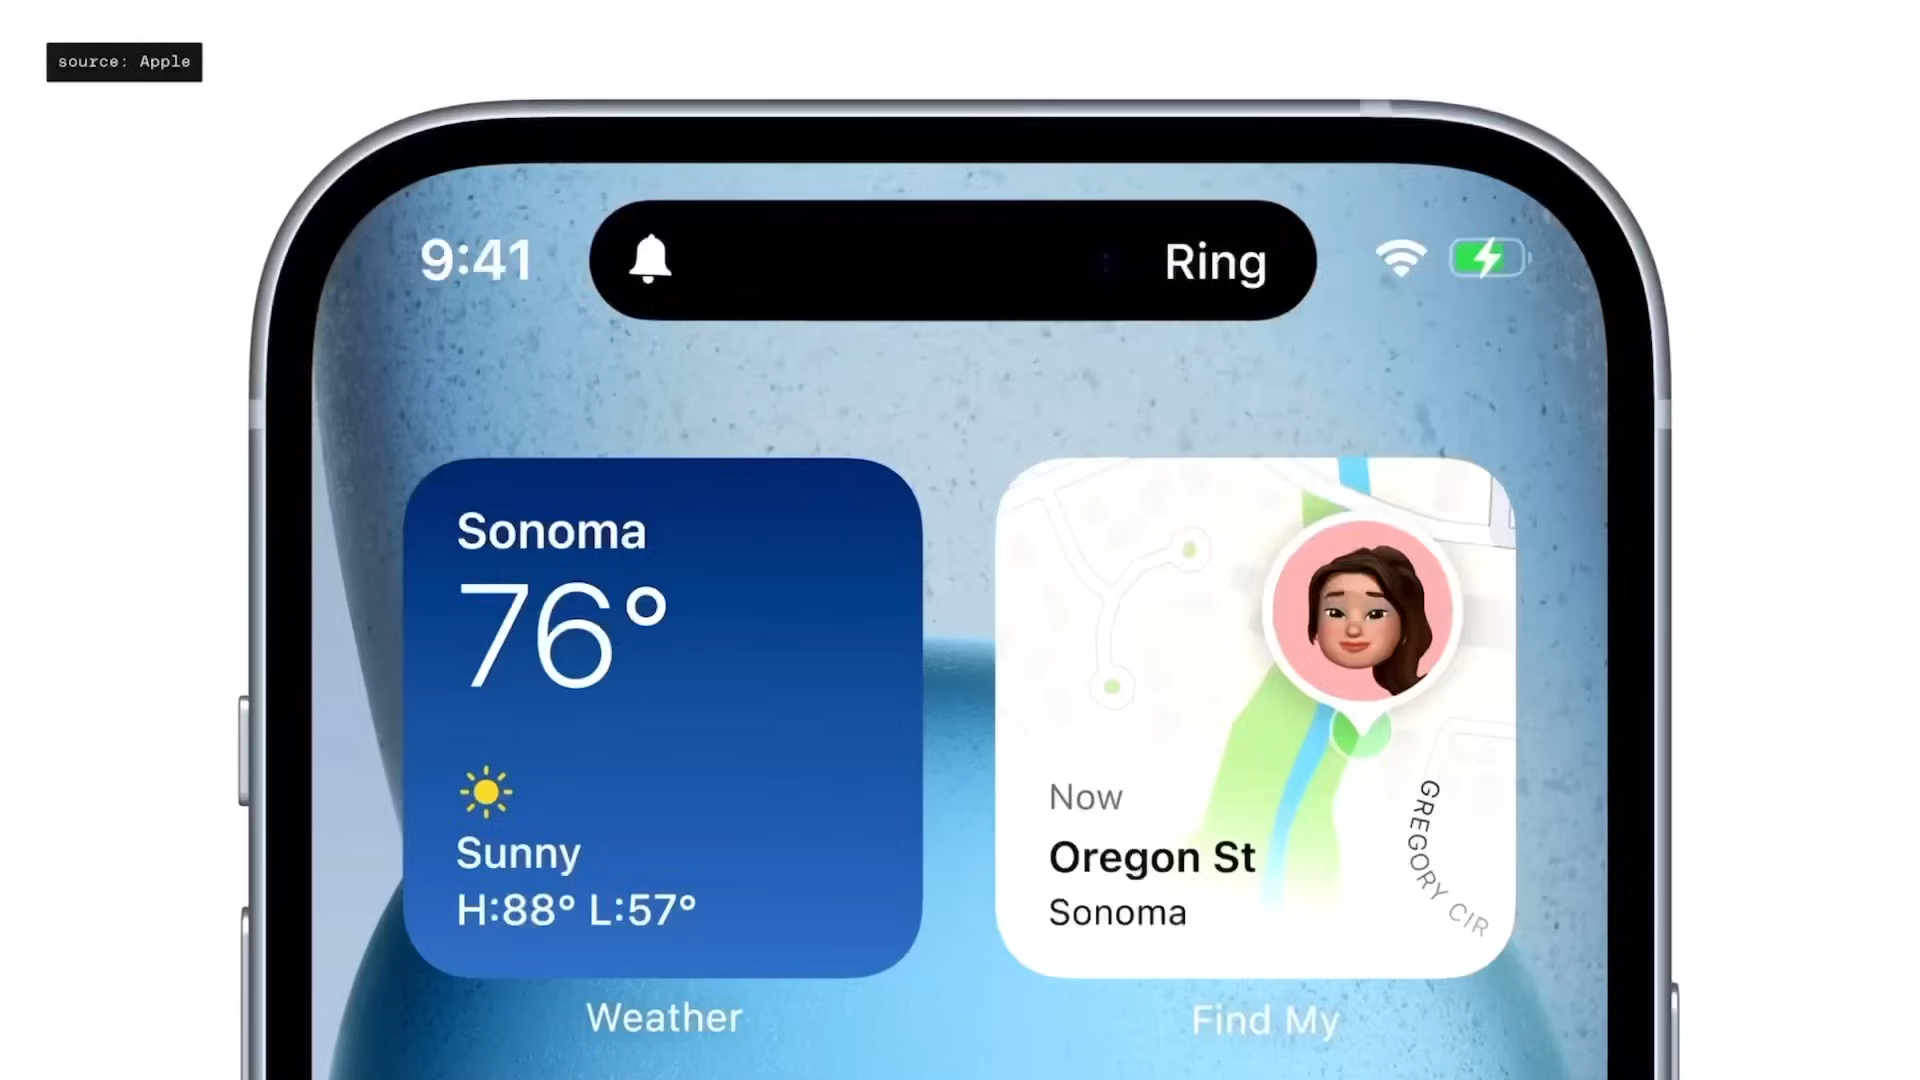 source: Apple
9:41
Ring
Sonoma
76°
Sunny
H:88° L:57°
Weather
Now
Oregon St
Sonoma
GREGORY CIR
Find My